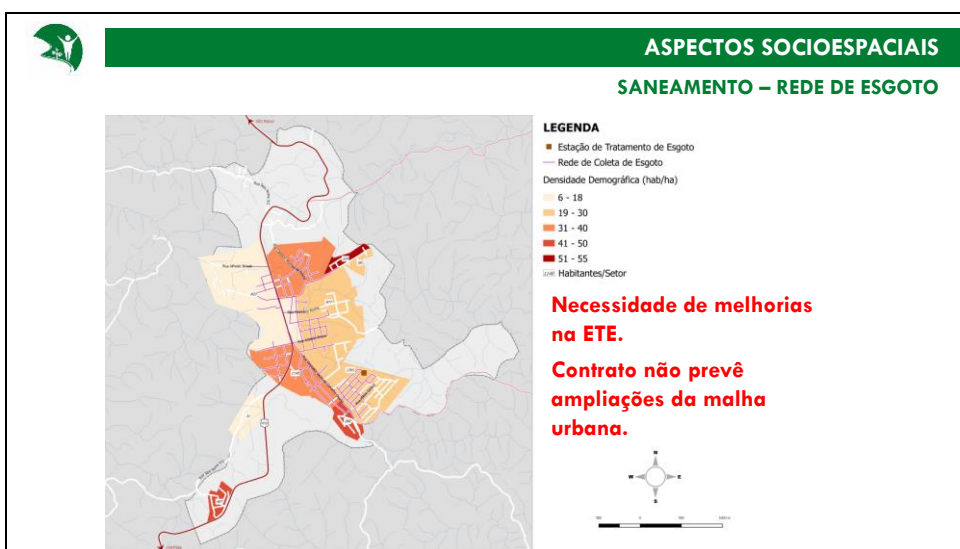 ASPECTOS SOCIOESPACIAIS
SANEAMENTO – REDE DE ESGOTO
LEGENDA
Estação de Tratamento de Esgoto
Rede de Coleta de Esgoto
Densidade Demográfica (hab/ha)
6 - 18
19 - 30
31 - 40
41 - 50
51 - 55
Habitantes/Setor
Necessidade de melhorias
na ETE.
Contrato não prevê
ampliações da malha
urbana.
N
E
S